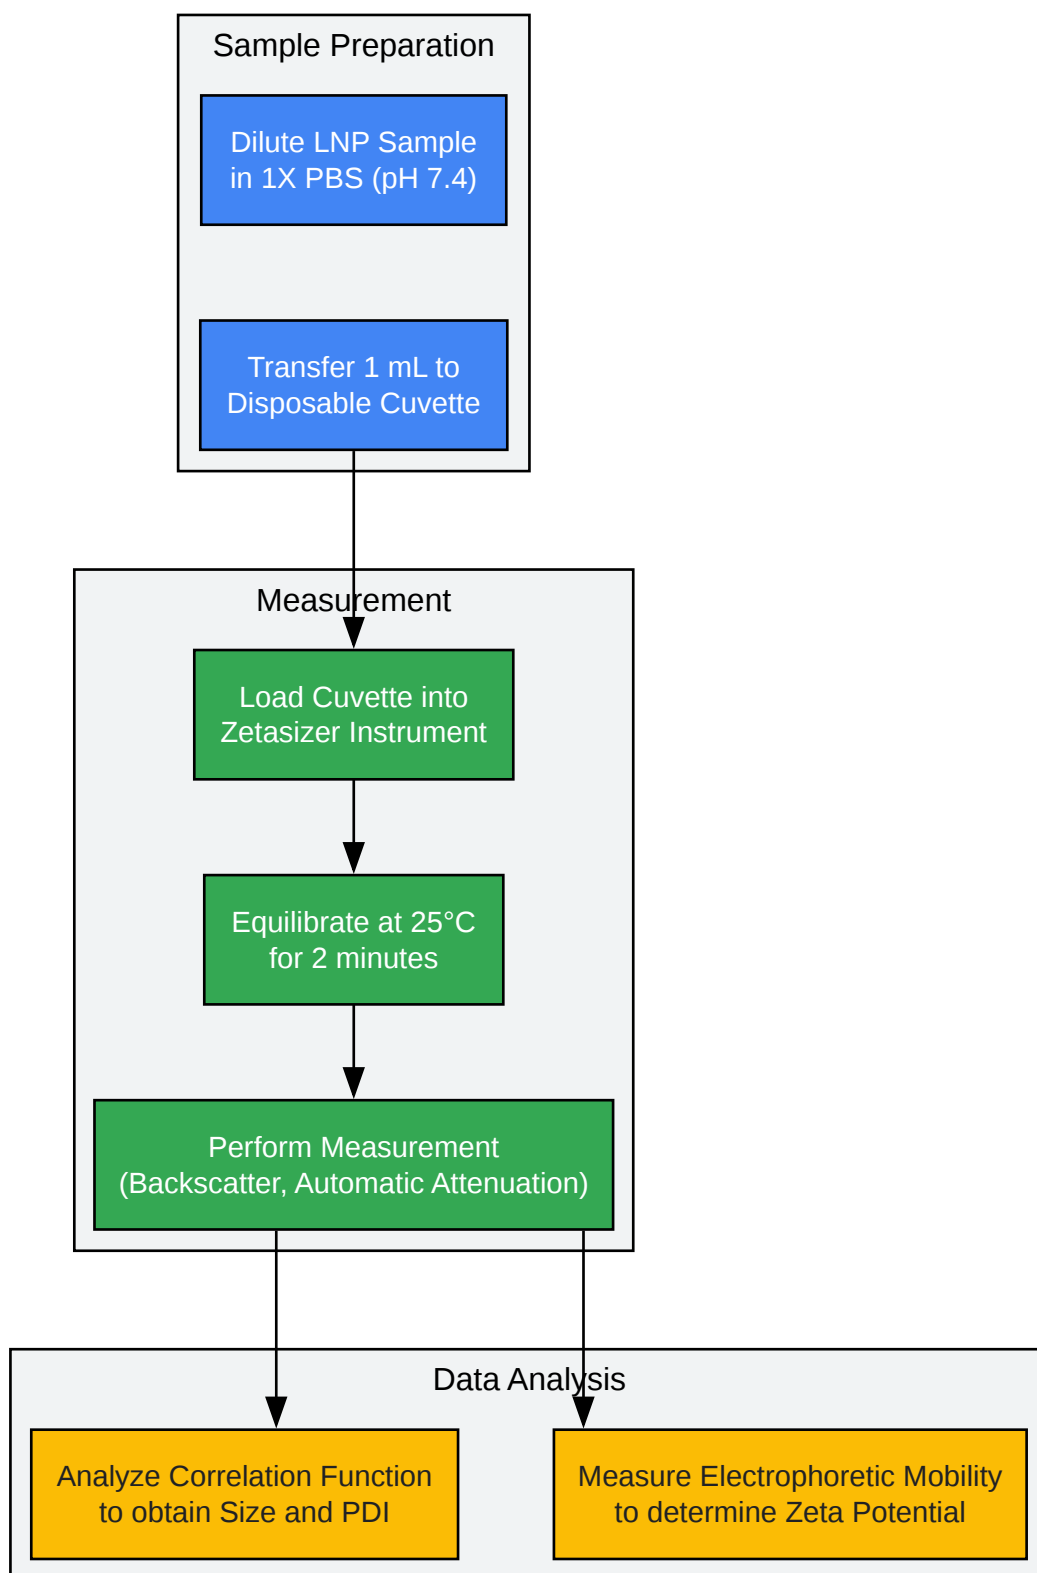 Sample Preparation
Dilute LNP Sample
in 1X PBS (pH 7.4)
Transfer 1 mL to
Disposable Cuvette
Measurement
Load Cuvette into
Zetasizer Instrument
Equilibrate at 25°C
for 2 minutes
Perform Measurement
(Backscatter, Automatic Attenuation)
Data Analysis
Analyze Correlation Function
to obtain Size and PDI
Measure Electrophoretic Mobility
to determine Zeta Potential